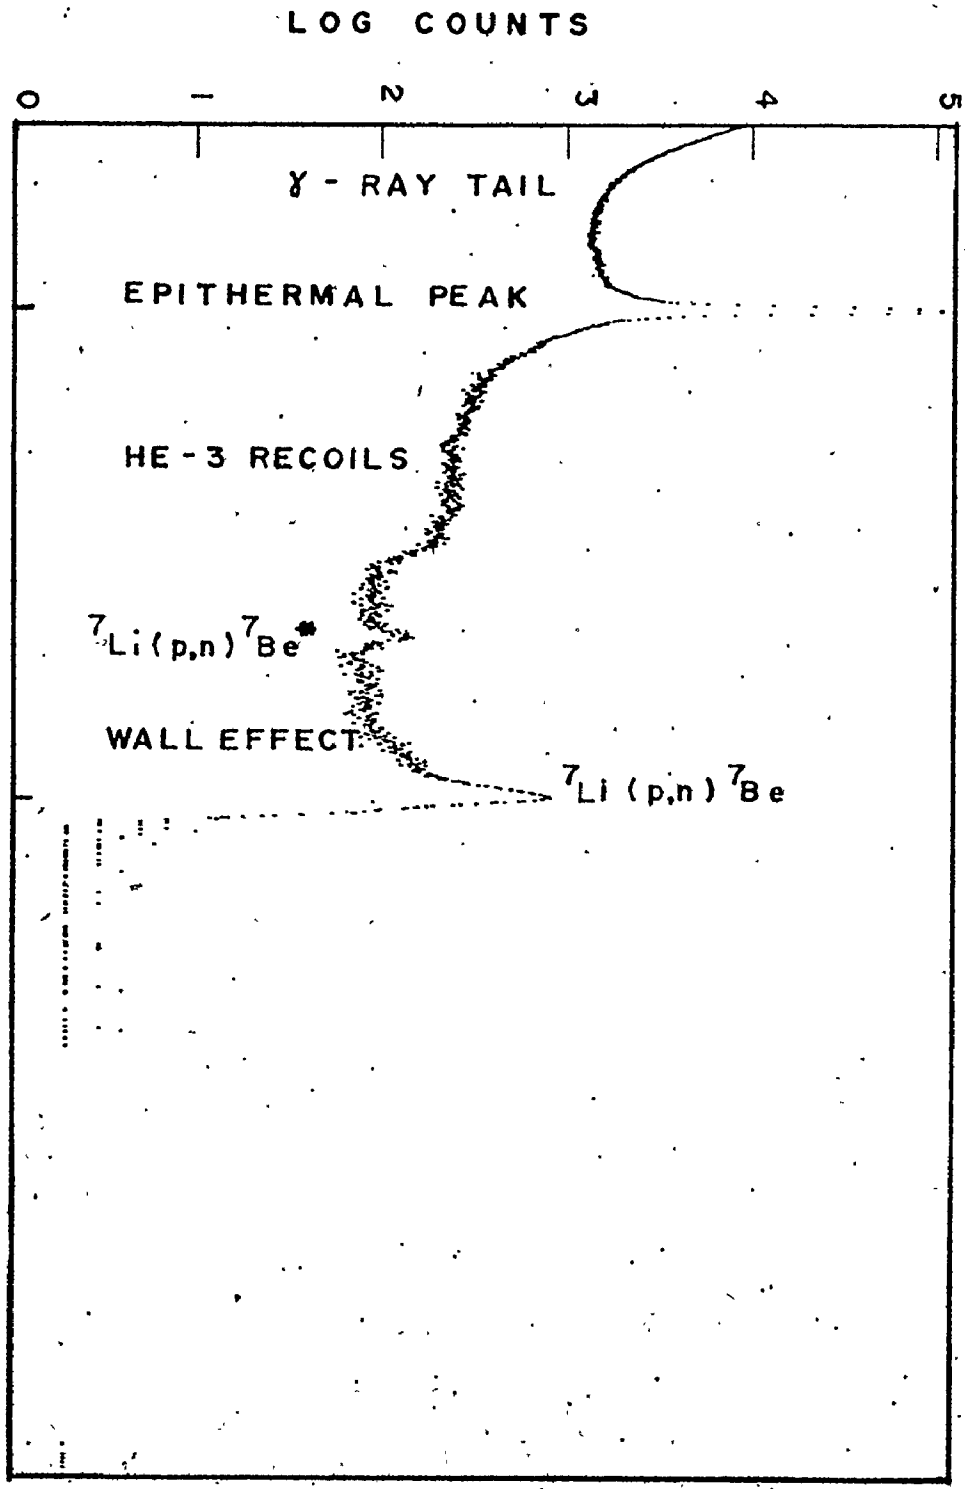 LOG COUNTS
0 1 2 3 4 5
γ - RAY TAIL
EPITHERMAL PEAK
HE-3 RECOILS
⁷Li(p,n)⁷Be*
WALL EFFECT
⁷Li(p,n)⁷Be